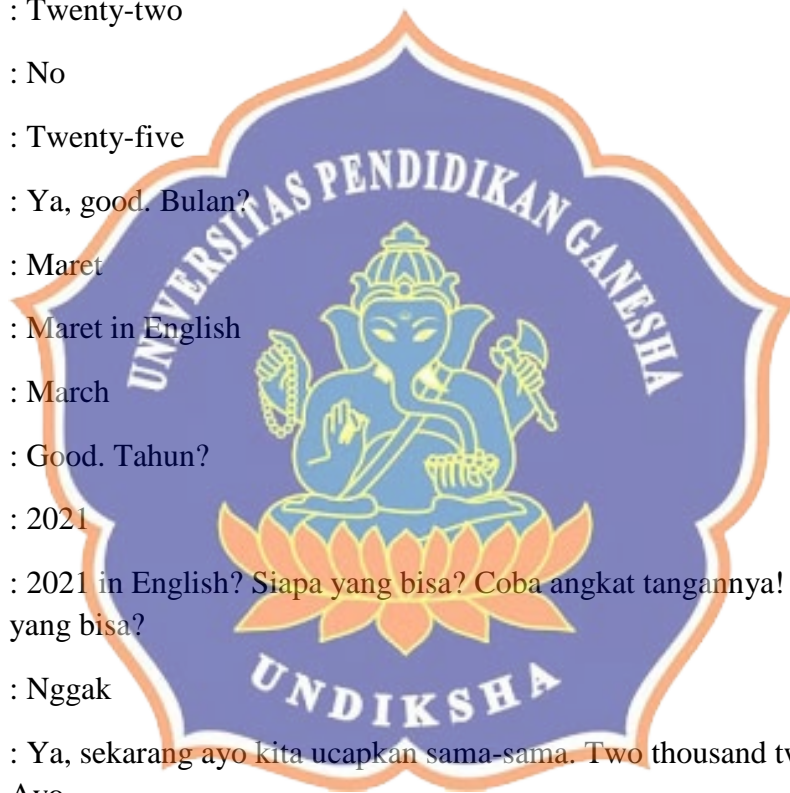 : Twenty-two
: No
: Twenty-five
: Ya, good. Bulan?
: Maret
: Maret in English
: March
: Good. Tahun?
: 2021
: 2021 in English? Siapa yang bisa? Coba angkat tangannya!
yang bisa?
: Nggak
: Ya, sekarang ayo kita ucapkan sama-sama. Two thousand
UNIVERSITAS PENDIDIKAN GANESHA
UNDIKSHA